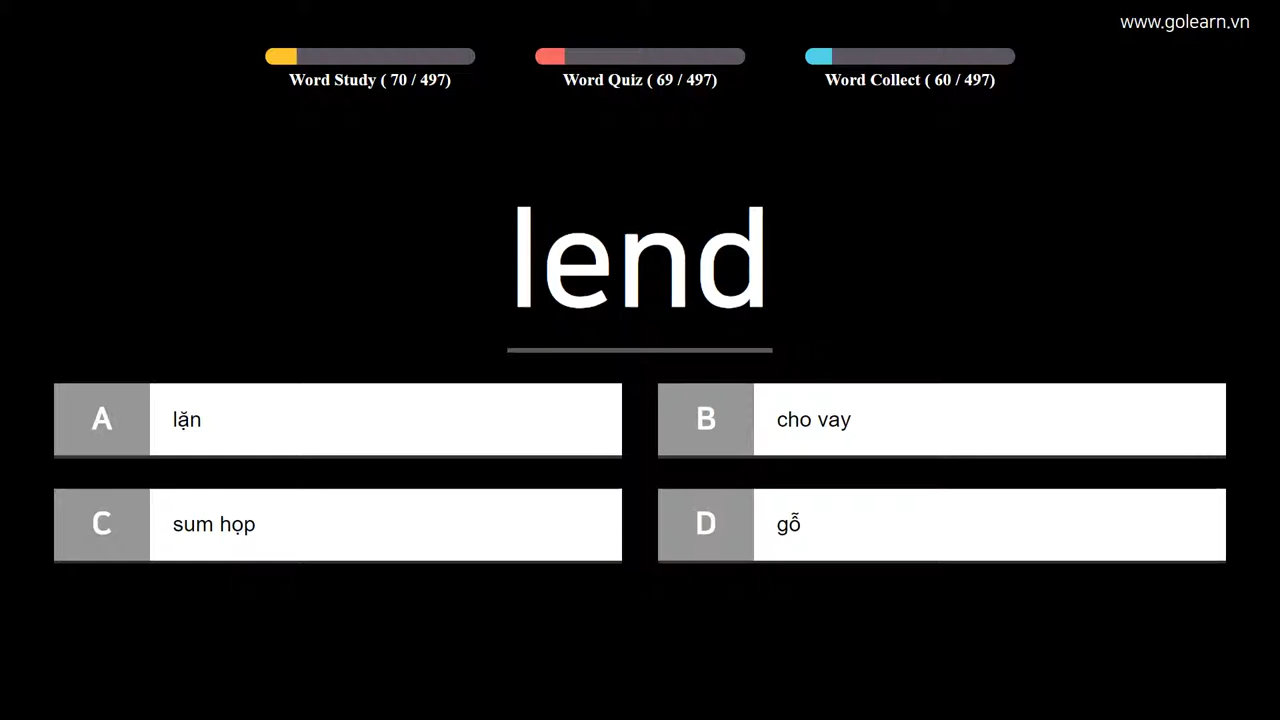 www.golearn.vn
Word Study ( 70 / 497)
Word Quiz ( 69 / 497)
Word Collect ( 60 / 497)
lend
A lặn
B cho vay
C sum họp
D gỗ